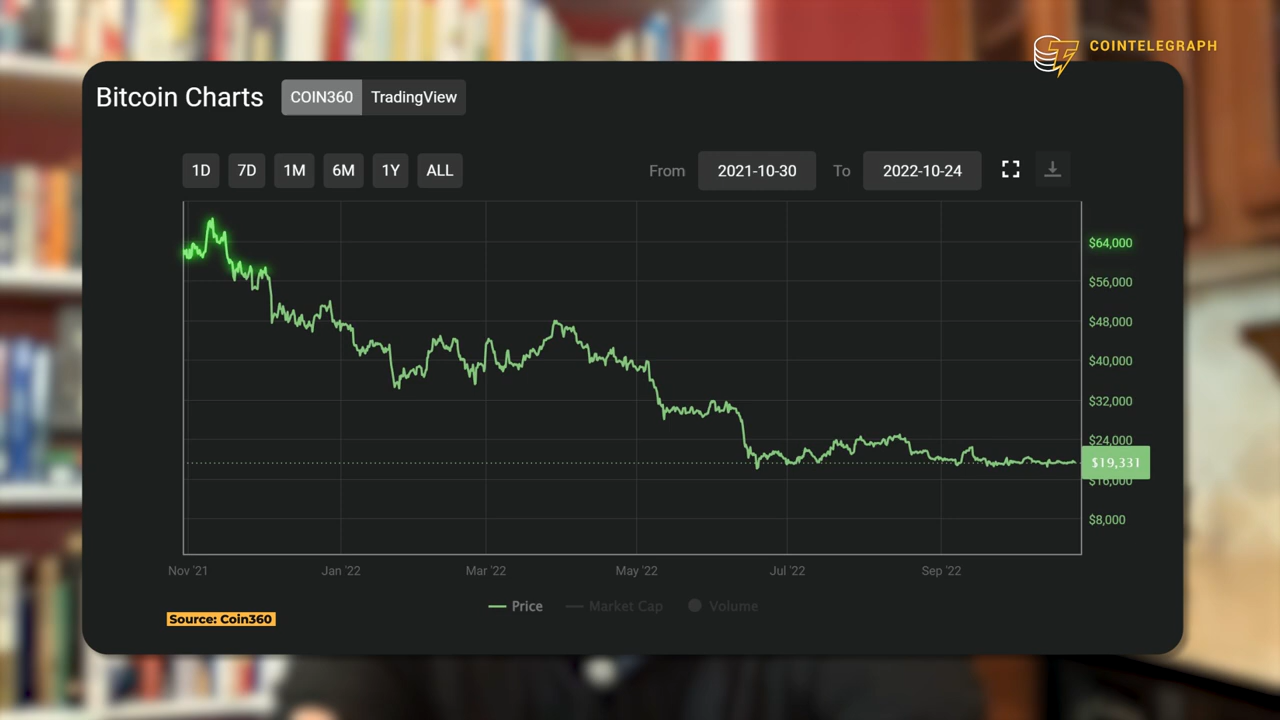 COINTELEGRAPH
Bitcoin Charts COIN360 TradingView
1D 7D 1M 6M 1Y ALL From 2021-10-30 To 2022-10-24
$64,000
$56,000
$48,000
$40,000
$32,000
$24,000
$19,331
$16,000
$8,000
Nov '21 Jan '22 Mar '22 May '22 Jul '22 Sep '22
Price Market Cap Volume
Source: Coin360